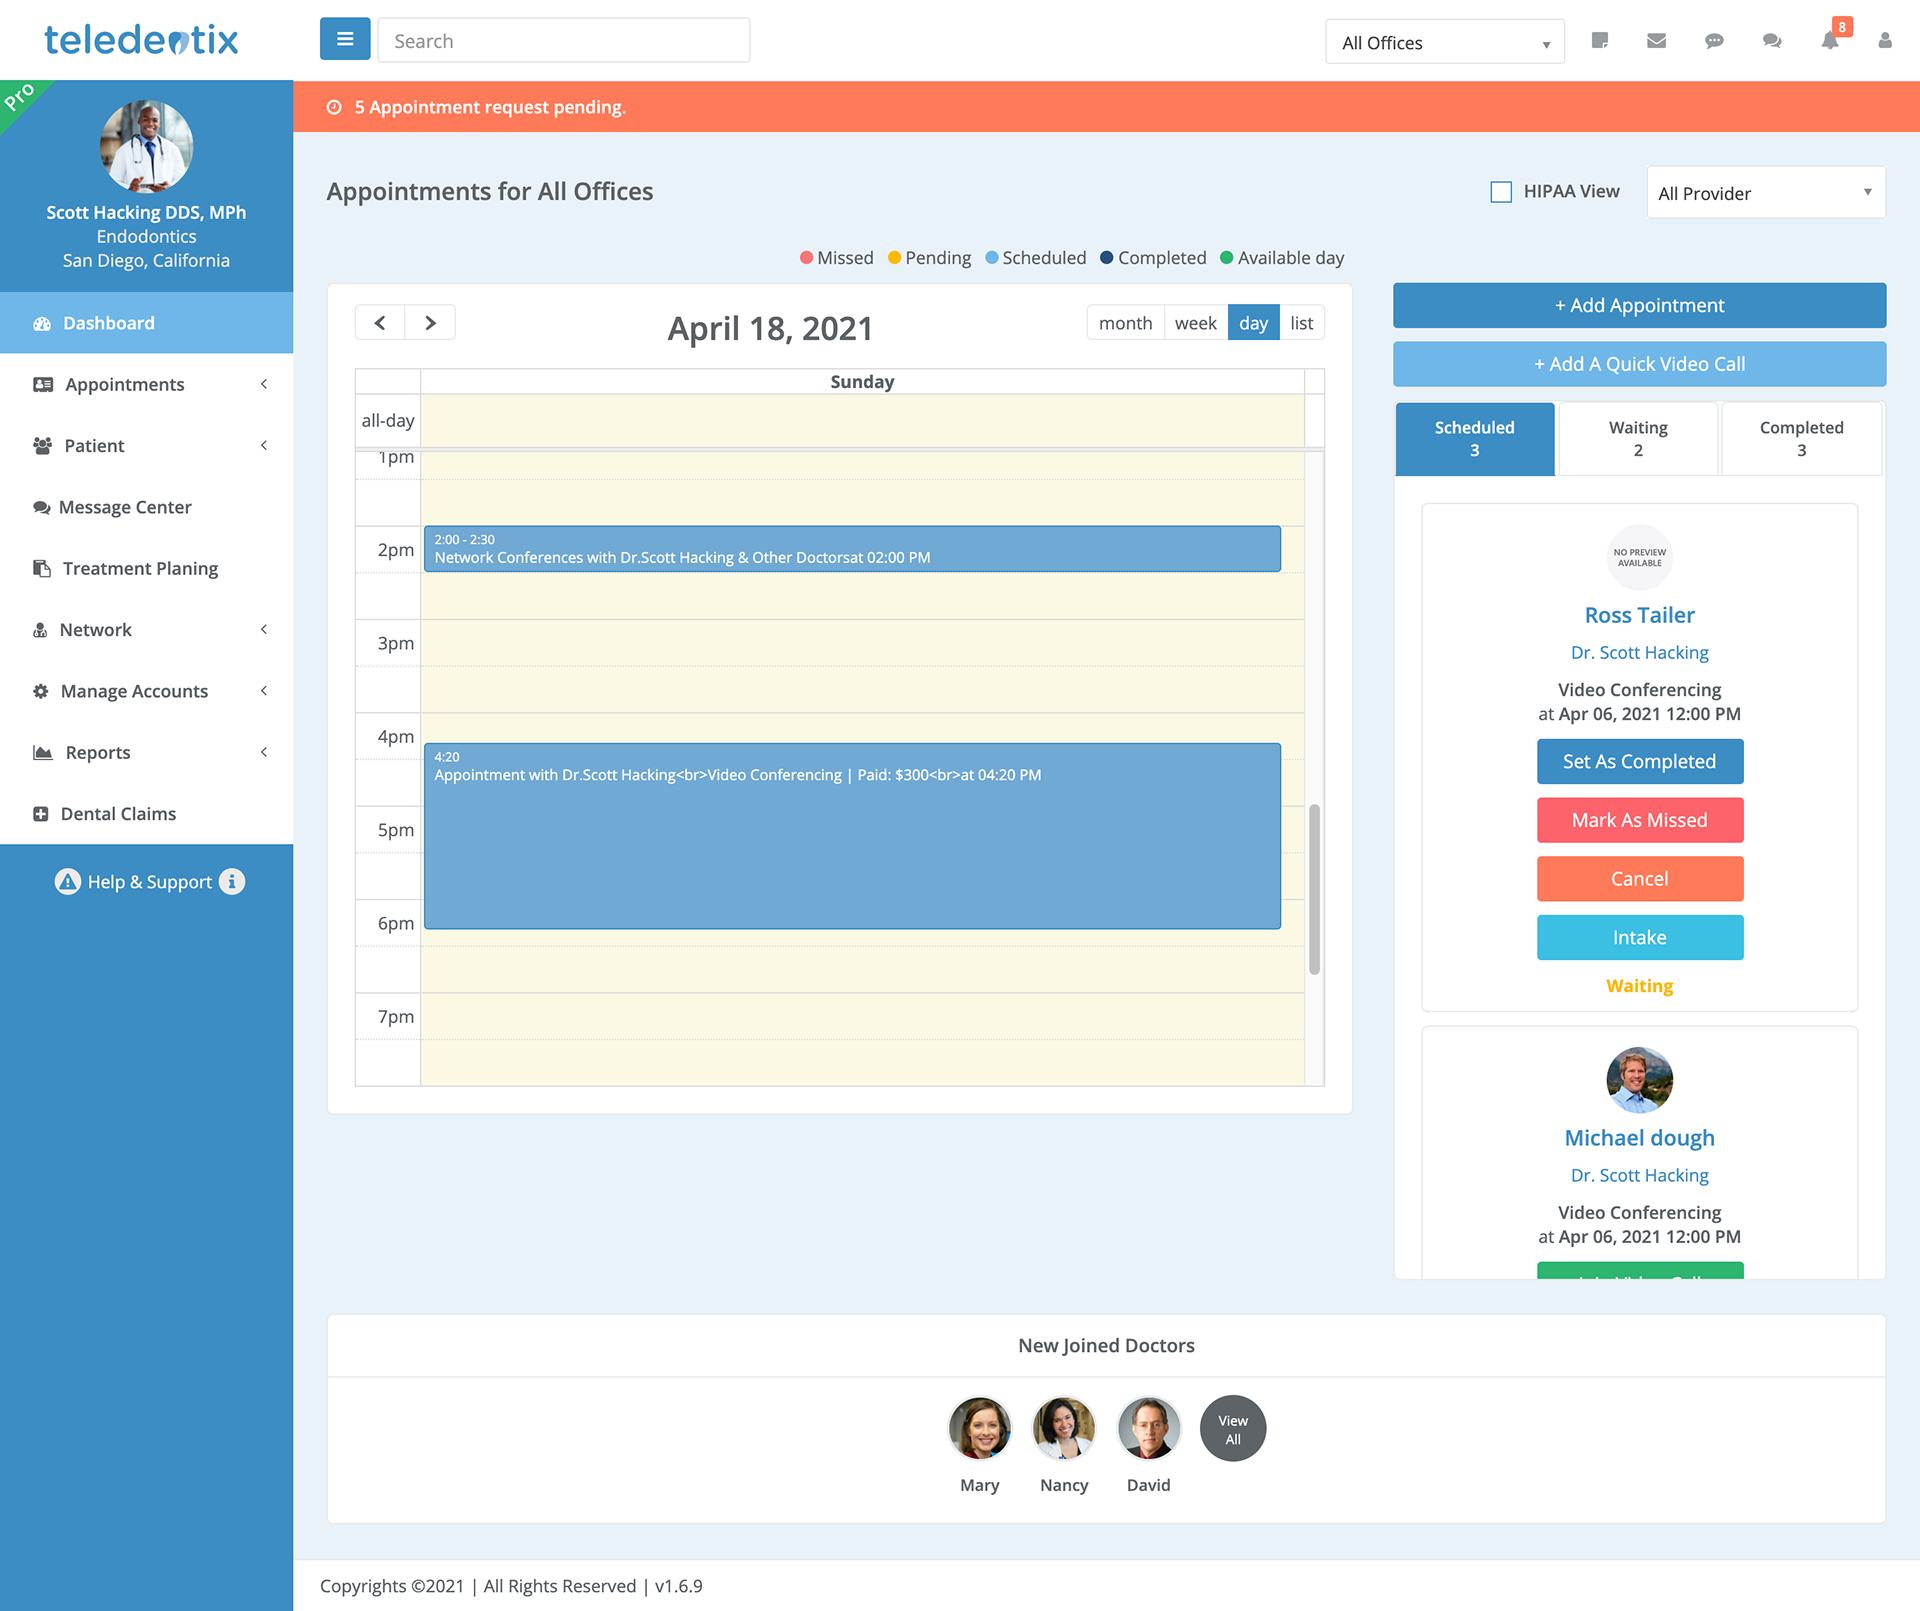 teledentix
Search
All Offices
8
Pro
5 Appointment request pending.
Scott Hacking DDS, MPh
Endodontics
San Diego, California
Dashboard
Appointments
Patient
Message Center
Treatment Planing
Network
Manage Accounts
Reports
Dental Claims
Help & Support
Appointments for All Offices
HIPAA View
All Provider
Missed Pending Scheduled Completed Available day
April 18, 2021
month week day list
Sunday
all-day
1pm
2pm
2:00 - 2:30
Network Conferences with Dr.Scott Hacking & Other Doctorsat 02:00 PM
3pm
4pm
4:20
Appointment with Dr.Scott Hacking<br>Video Conferencing | Paid: $300<br>at 04:20 PM
5pm
6pm
7pm
+ Add Appointment
+ Add A Quick Video Call
Scheduled
3
Waiting
2
Completed
3
NO PREVIEW
AVAILABLE
Ross Tailer
Dr. Scott Hacking
Video Conferencing
at Apr 06, 2021 12:00 PM
Set As Completed
Mark As Missed
Cancel
Intake
Waiting
Michael dough
Dr. Scott Hacking
Video Conferencing
at Apr 06, 2021 12:00 PM
New Joined Doctors
View
All
Mary
Nancy
David
Copyrights ©2021 | All Rights Reserved | v1.6.9